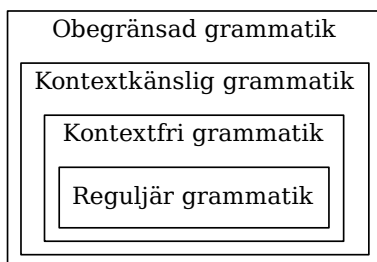 Obegränsad grammatik
Kontextkänslig grammatik
Kontextfri grammatik
Reguljär grammatik